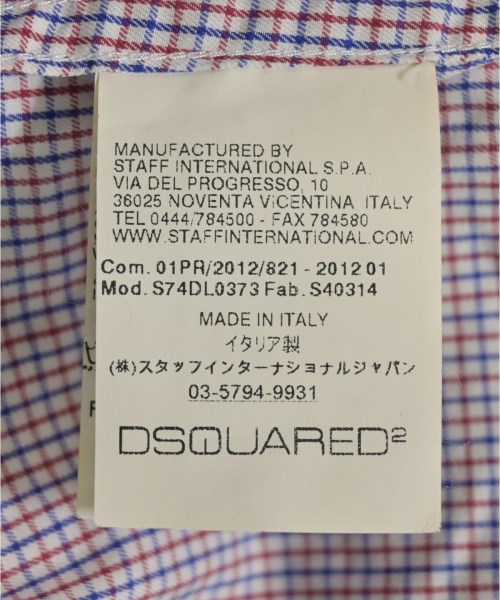 MANUFACTURED BY
STAFF INTERNATIONAL S.P.A.
VIA DEL PROGRESSO, 10
36025 NOVENTA VICENTINA ITALY
TEL 0444/784500 - FAX 784580
WWW.STAFFINTERNATIONAL.COM
Com. 01PR/2012/821 - 2012 01
Mod. S74DL0373 Fab. S40314
MADE IN ITALY
イタリア製
(株)スタッフインターナショナルジャパン
03-5794-9931
DSQUARED²